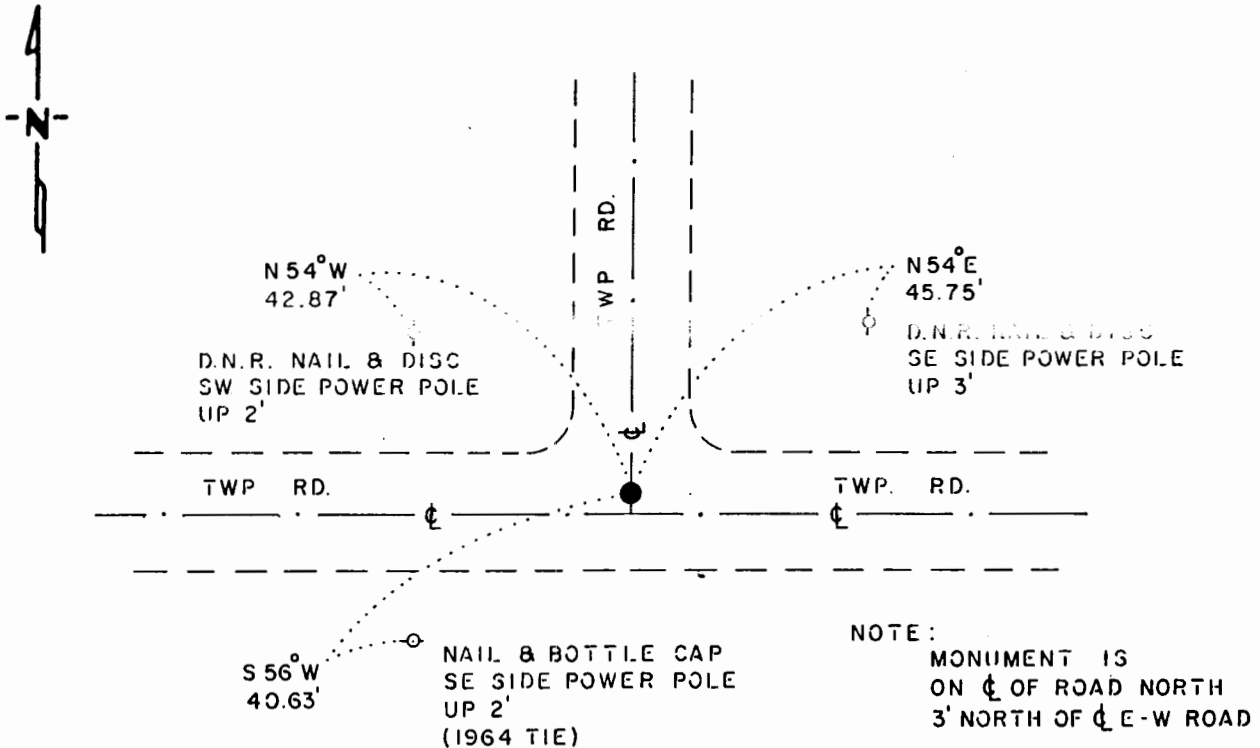 -N-
TWP RD.
N 54° W
42.87'
N 54° E
45.75'
D.N.R. NAIL & DISC
SW SIDE POWER POLE
UP 2'
D.N.R. NAIL & DISC
SE SIDE POWER POLE
UP 3'
℄
TWP RD.
TWP. RD.
℄
℄
S 56° W
40.63'
NAIL & BOTTLE CAP
SE SIDE POWER POLE
UP 2'
(1964 TIE)
NOTE:
MONUMENT IS
ON ℄ OF ROAD NORTH
3' NORTH OF ℄ E-W ROAD